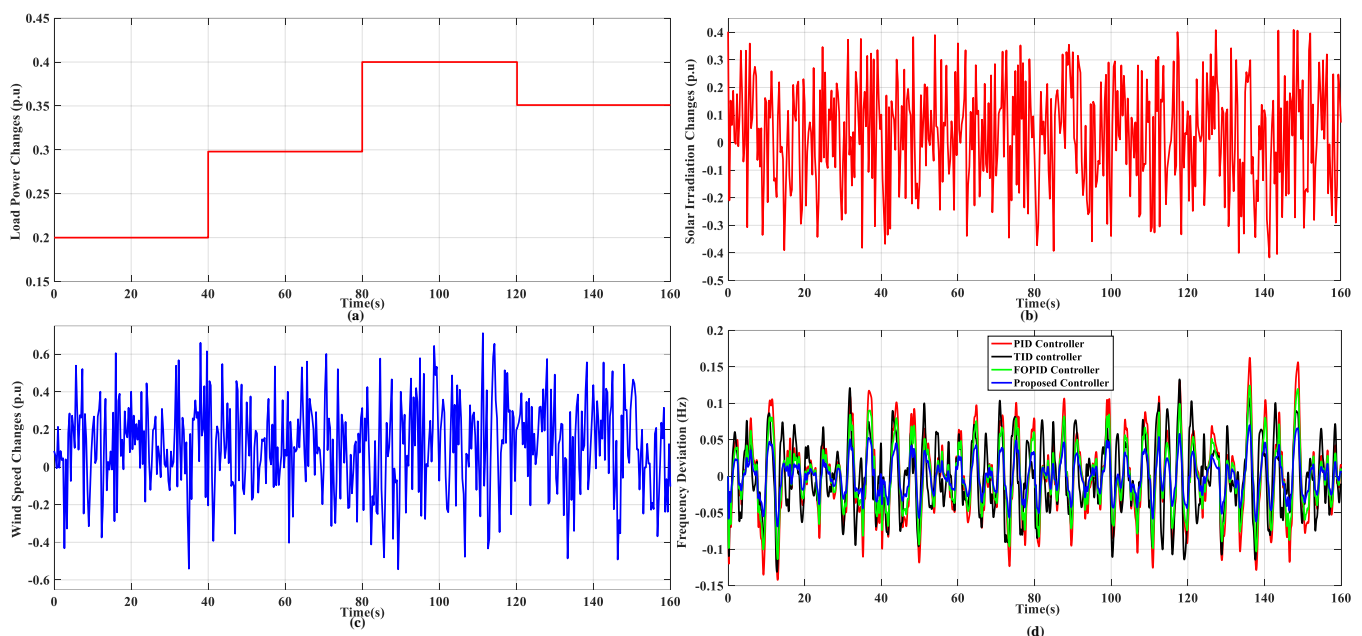 Load Power Changes (p.u)
0.45
0.4
0.35
0.3
0.25
0.2
0.15
0 20 40 60 80 100 120 140 160
Time(s)
(a)
Solar Irradiation Changes (p.u)
0.4
0.3
0.2
0.1
0
-0.1
-0.2
-0.3
-0.4
-0.5
0 20 40 60 80 100 120 140 160
Time(s)
(b)
Wind Speed Changes (p.u)
0.6
0.4
0.2
0
-0.2
-0.4
-0.6
0 20 40 60 80 100 120 140 160
Time(s)
(c)
Frequency Deviation (Hz)
0.2
0.15
0.1
0.05
0
-0.05
-0.1
-0.15
PID Controller
TID controller
FOPID Controller
Proposed Controller
0 20 40 60 80 100 120 140 160
Time(s)
(d)